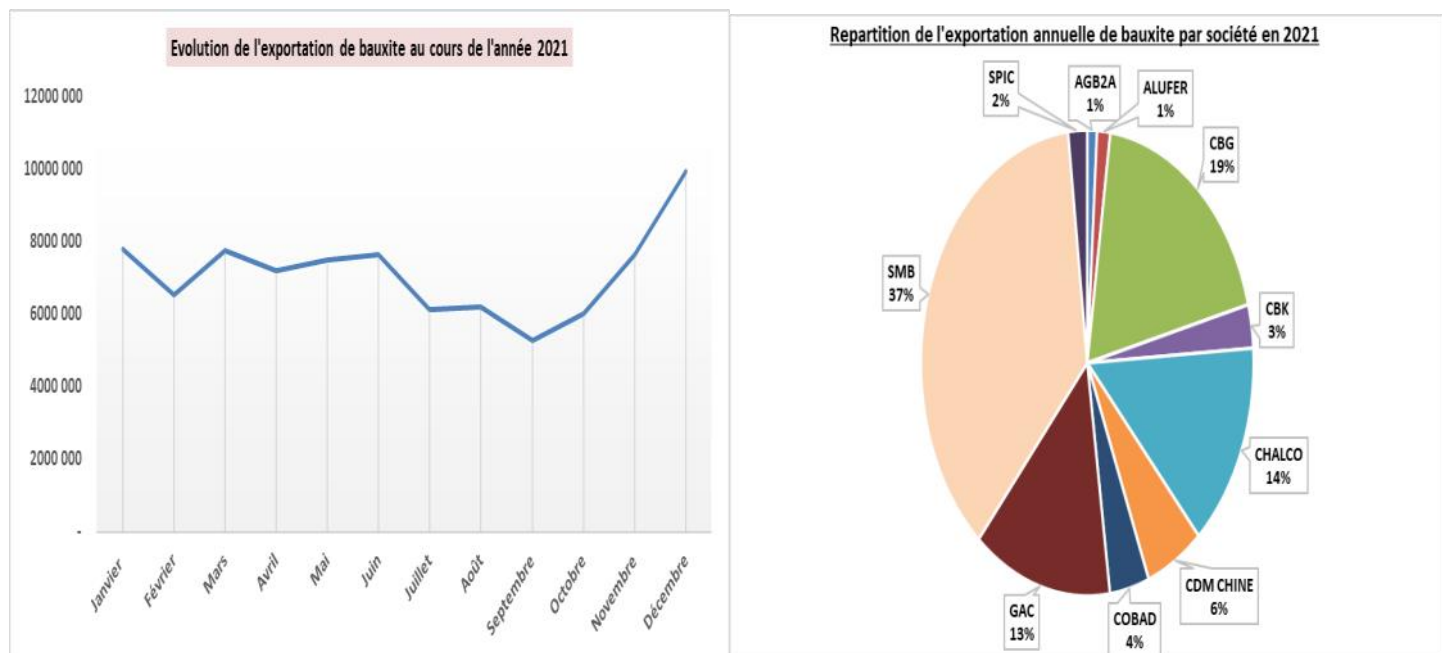 Evolution de l'exportation de bauxite au cours de l'année 2021
12000 000
10000 000
8000 000
6000 000
4000 000
2000 000
-
Janvier
Février
Mars
Avril
Mai
Juin
Juillet
Août
Septembre
Octobre
Novembre
Décembre
Repartition de l'exportation annuelle de bauxite par société en 2021
SPIC
2%
AGB2A
1%
ALUFER
1%
CBG
19%
CBK
3%
CHALCO
14%
CDM CHINE
6%
COBAD
4%
GAC
13%
SMB
37%